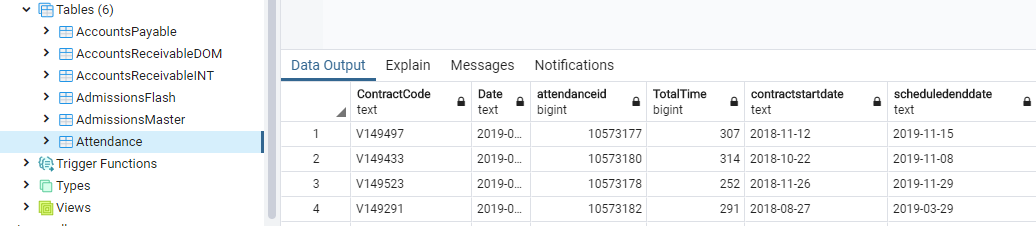 Tables (6)
AccountsPayable
AccountsReceivableDOM
AccountsReceivableINT
AdmissionsFlash
AdmissionsMaster
Attendance
Trigger Functions
Types
Views
Data Output Explain Messages Notifications
ContractCode Date attendanceid TotalTime contractstartdate scheduledenddate
text text bigint bigint text text
1 V149497 2019-0... 10573177 307 2018-11-12 2019-11-15
2 V149433 2019-0... 10573180 314 2018-10-22 2019-11-08
3 V149523 2019-0... 10573178 252 2018-11-26 2019-11-29
4 V149291 2019-0... 10573182 291 2018-08-27 2019-03-29